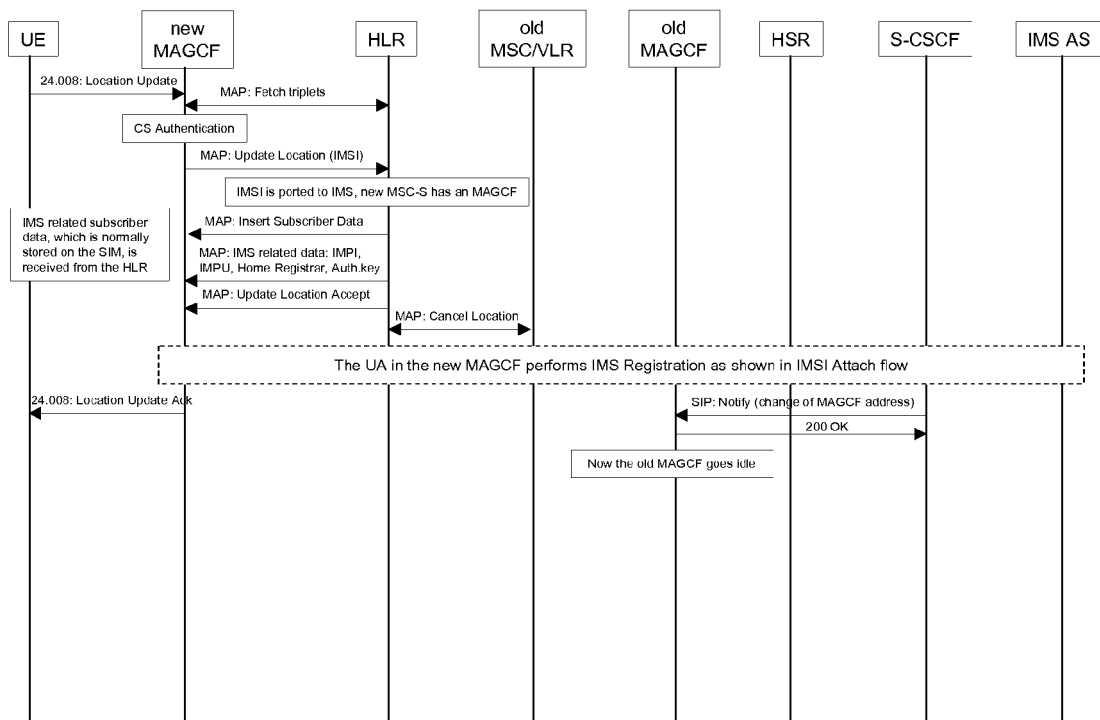 UE
new
MAGCF
HLR
old
MSC/VLR
old
MAGCF
HSR
S-CSCF
IMS AS
24.008: Location Update
MAP: Fetch triplets
CS Authentication
MAP: Update Location (IMSI)
IMSI is ported to IMS, new MSC-S has an MAGCF
IMS related subscriber
data, which is normally
stored on the SIM, is
received from the HLR
MAP: Insert Subscriber Data
MAP: IMS related data: IMPI,
IMPU, Home Registrar, Auth.key
MAP: Update Location Accept
MAP: Cancel Location
The UA in the new MAGCF performs IMS Registration as shown in IMSI Attach flow
24.008: Location Update Ack
SIP: Notify (change of MAGCF address)
200 OK
Now the old MAGCF goes idle